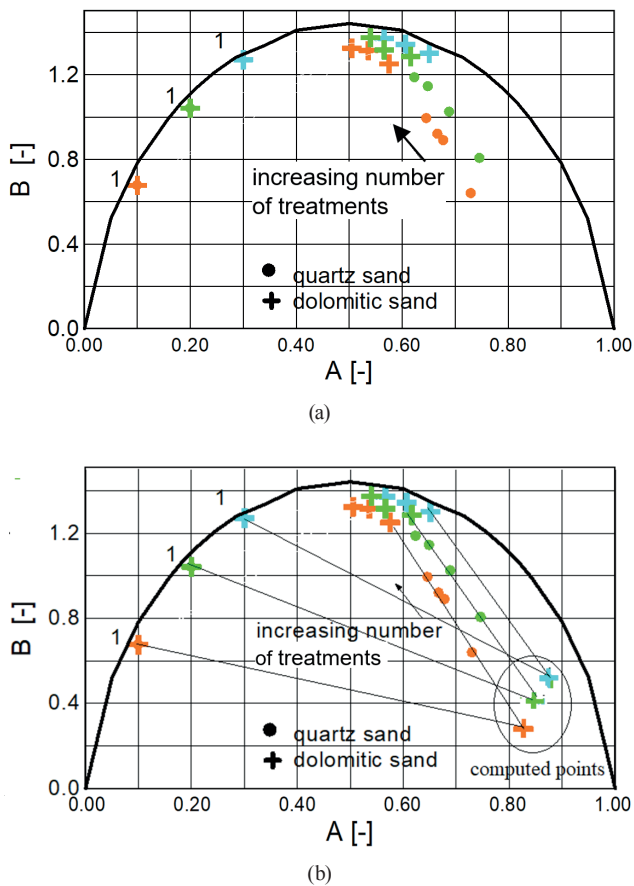 1
1.2
1
0.8
1
B [-]
increasing number
of treatments
0.4
quartz sand
dolomitic sand
0.0
0.00 0.20 0.40 0.60 0.80 1.00
A [-]
(a)
1
1.2
1
0.8
1
B [-]
increasing number
of treatments
0.4
quartz sand
dolomitic sand
computed points
0.0
0.00 0.20 0.40 0.60 0.80 1.00
A [-]
(b)